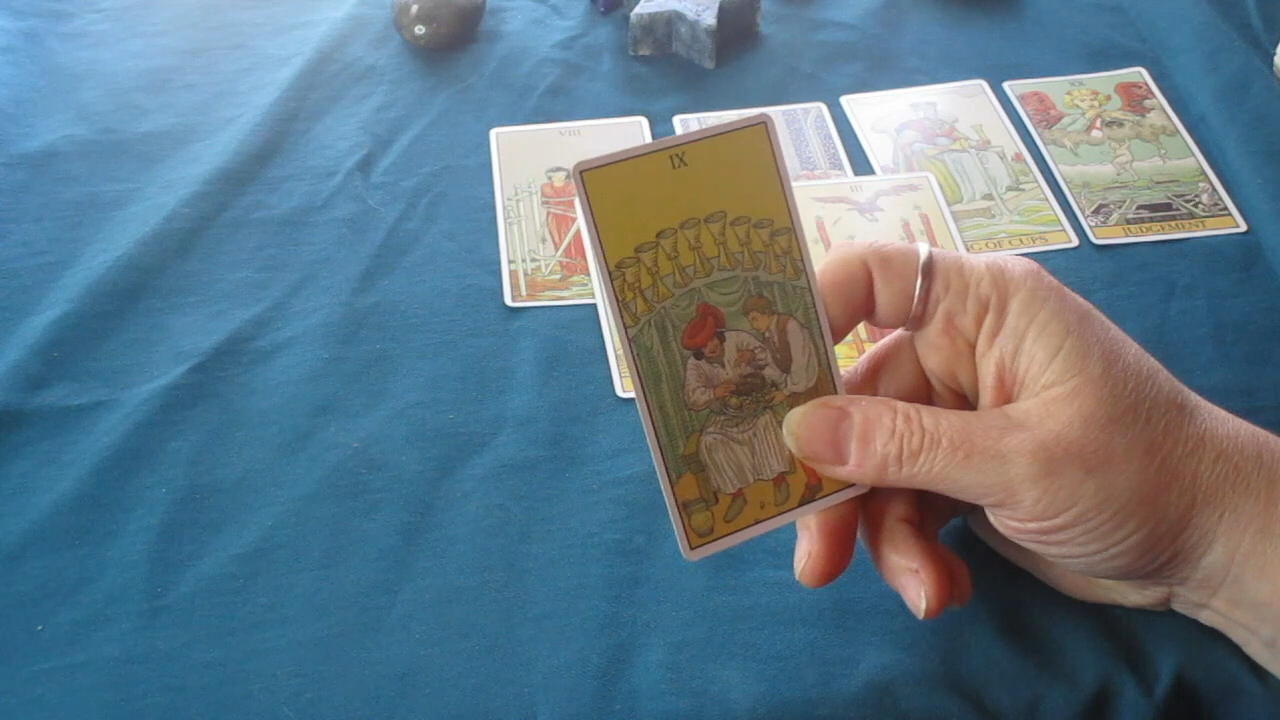 VIII
IX
III
G OF CUPS
XX
JUDGEMENT